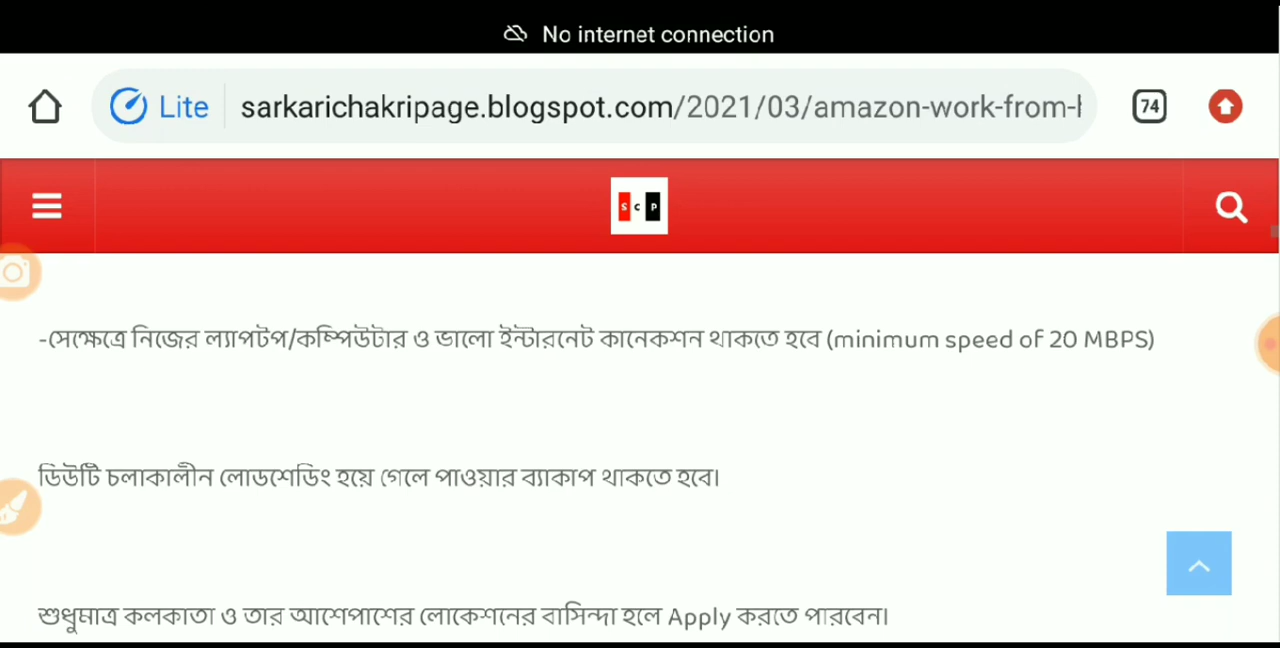 No internet connection
Lite sarkarichakripage.blogspot.com/2021/03/amazon-work-from-
74
S C P
-সেক্ষেত্রে নিজের ল্যাপটপ/কম্পিউটার ও ভালো ইন্টারনেট কানেকশন থাকতে হবে (minimum speed of 20 MBPS)
ডিউটি চলাকালীন লোডশেডিং হয়ে গেলে পাওয়ার ব্যাকাপ থাকতে হবে।
শুধুমাত্র কলকাতা ও তার আশেপাশের লোকেশনের বাসিন্দা হলে Apply করতে পারবেন।